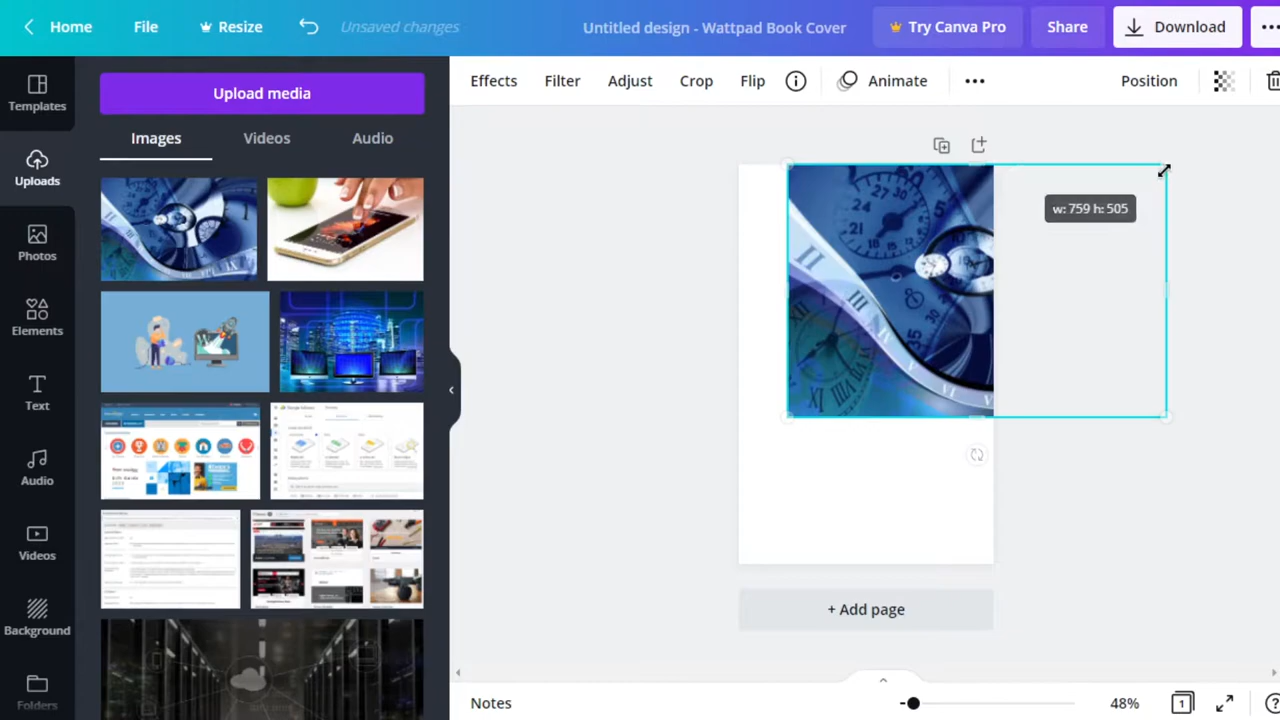 Home
File
Resize
Unsaved changes
Untitled design - Wattpad Book Cover
Try Canva Pro
Share
Download
Templates
Uploads
Photos
Elements
Text
Audio
Videos
Background
Folders
Upload media
Images
Videos
Audio
Effects
Filter
Adjust
Crop
Flip
Animate
Position
w: 759 h: 505
+ Add page
Notes
48%
1